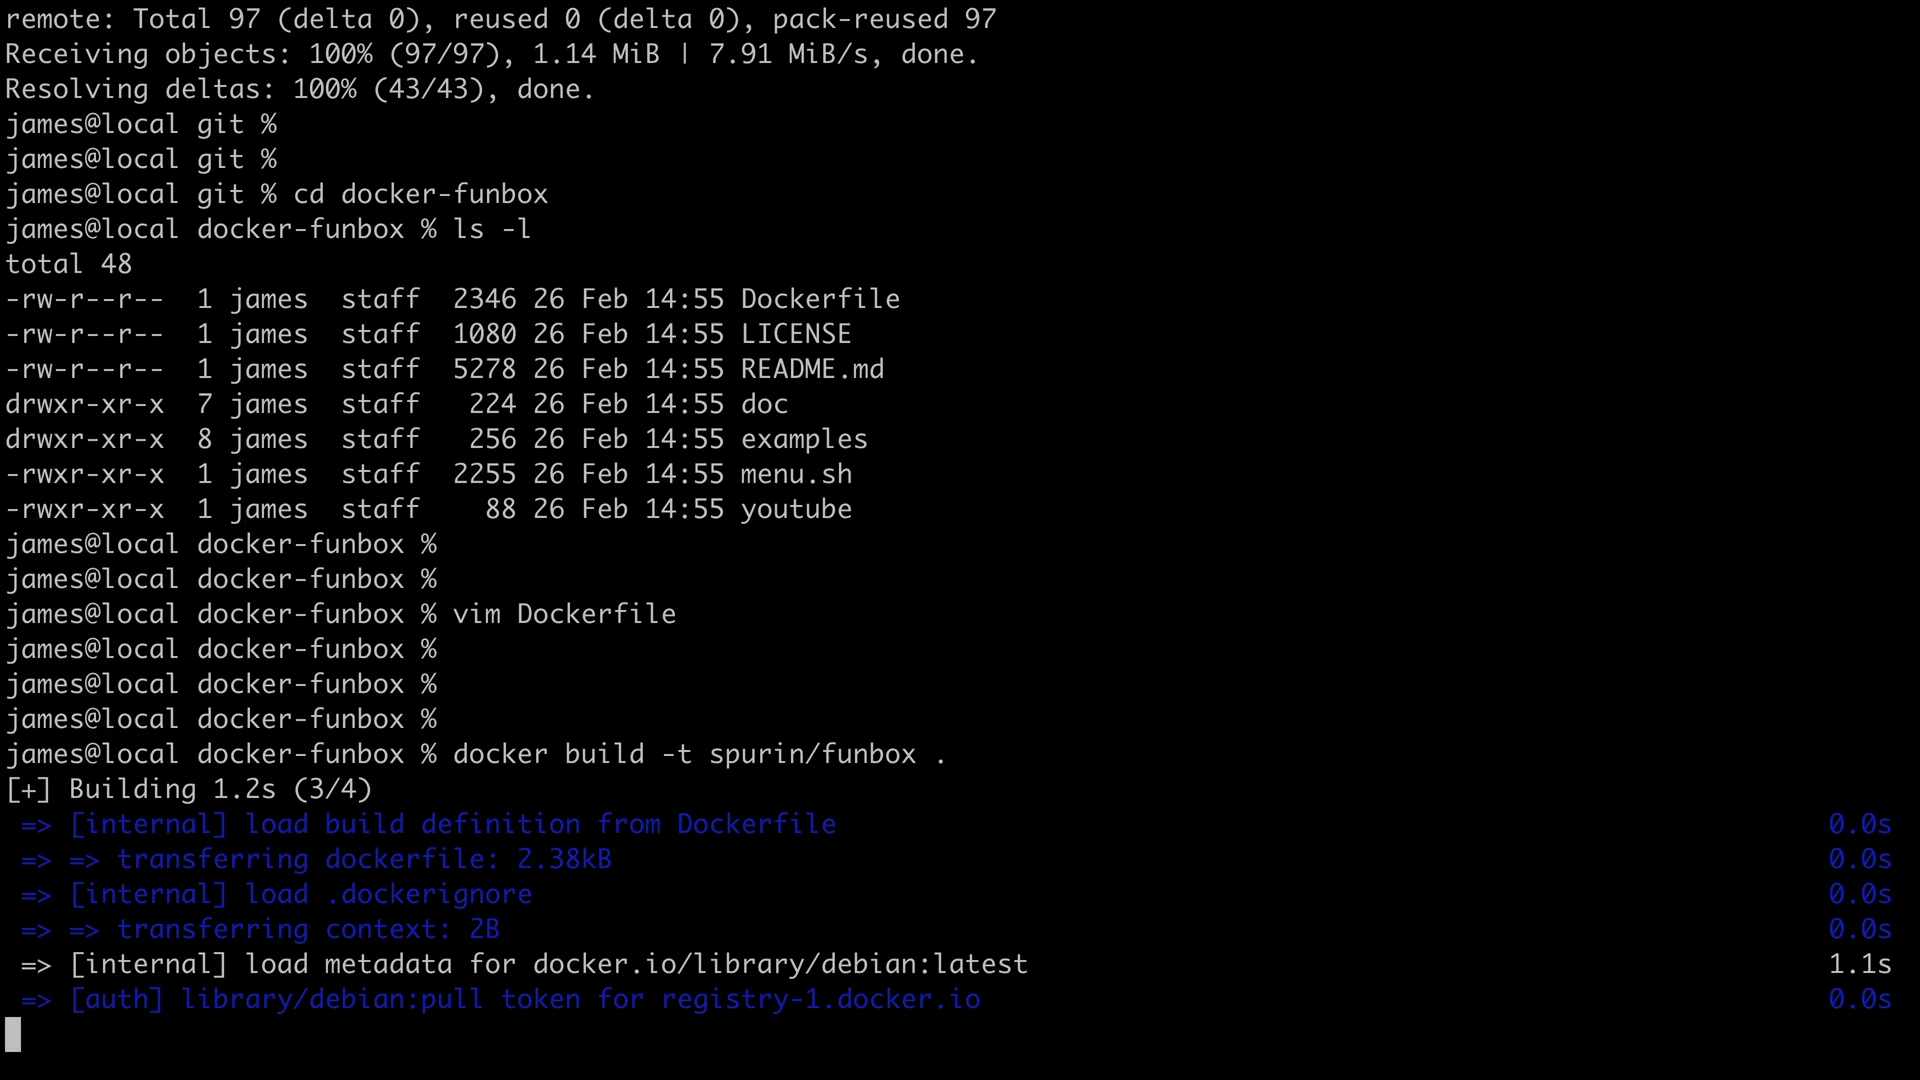 remote: Total 97 (delta 0), reused 0 (delta 0), pack-reused 97
Receiving objects: 100% (97/97), 1.14 MiB | 7.91 MiB/s, done.
Resolving deltas: 100% (43/43), done.
james@local git %
james@local git %
james@local git % cd docker-funbox
james@local docker-funbox % ls -l
total 48
-rw-r--r--  1 james  staff  2346 26 Feb 14:55 Dockerfile
-rw-r--r--  1 james  staff  1080 26 Feb 14:55 LICENSE
-rw-r--r--  1 james  staff  5278 26 Feb 14:55 README.md
drwxr-xr-x  7 james  staff   224 26 Feb 14:55 doc
drwxr-xr-x  8 james  staff   256 26 Feb 14:55 examples
-rwxr-xr-x  1 james  staff  2255 26 Feb 14:55 menu.sh
-rwxr-xr-x  1 james  staff    88 26 Feb 14:55 youtube
james@local docker-funbox %
james@local docker-funbox %
james@local docker-funbox % vim Dockerfile
james@local docker-funbox %
james@local docker-funbox %
james@local docker-funbox %
james@local docker-funbox % docker build -t spurin/funbox .
[+] Building 1.2s (3/4)
 => [internal] load build definition from Dockerfile 0.0s
 => => transferring dockerfile: 2.38kB 0.0s
 => [internal] load .dockerignore 0.0s
 => => transferring context: 2B 0.0s
 => [internal] load metadata for docker.io/library/debian:latest 1.1s
 => [auth] library/debian:pull token for registry-1.docker.io 0.0s